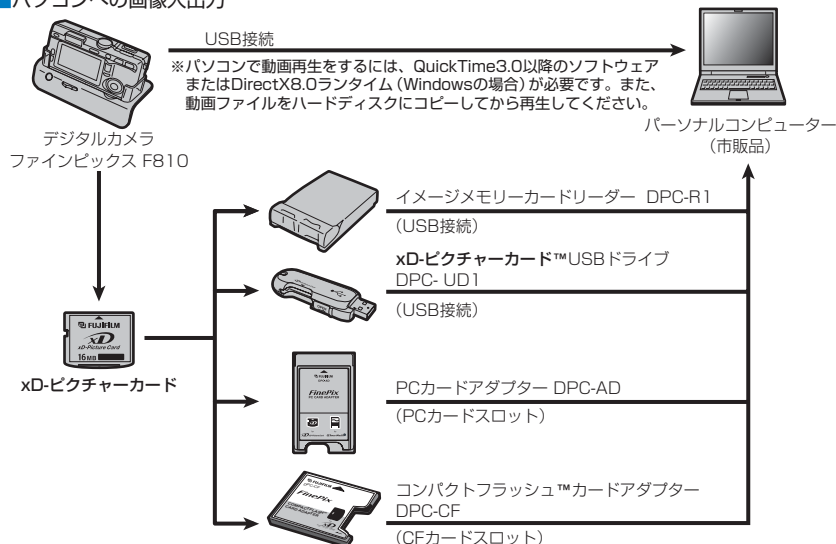 ■パソコンへの画像入出力
USB接続
※パソコンで動画再生をするには、QuickTime3.0以降のソフトウェア
またはDirectX8.0ランタイム（Windowsの場合）が必要です。また、
動画ファイルをハードディスクにコピーしてから再生してください。
デジタルカメラ
ファインピックス F810
パーソナルコンピューター
（市販品）
イメージメモリーカードリーダー DPC-R1
（USB接続）
xD-ピクチャーカード™USBドライブ
DPC- UD1
（USB接続）
FUJIFILM
xD
xD-Picture Card
16MB
xD-ピクチャーカード
FinePix
PC CARD ADAPTER
PCカードアダプター DPC-AD
（PCカードスロット）
FUJIFILM
DPC-CF
FinePix
COMPACTFLASH
CARD ADAPTER
xD
コンパクトフラッシュ™カードアダプター
DPC-CF
（CFカードスロット）